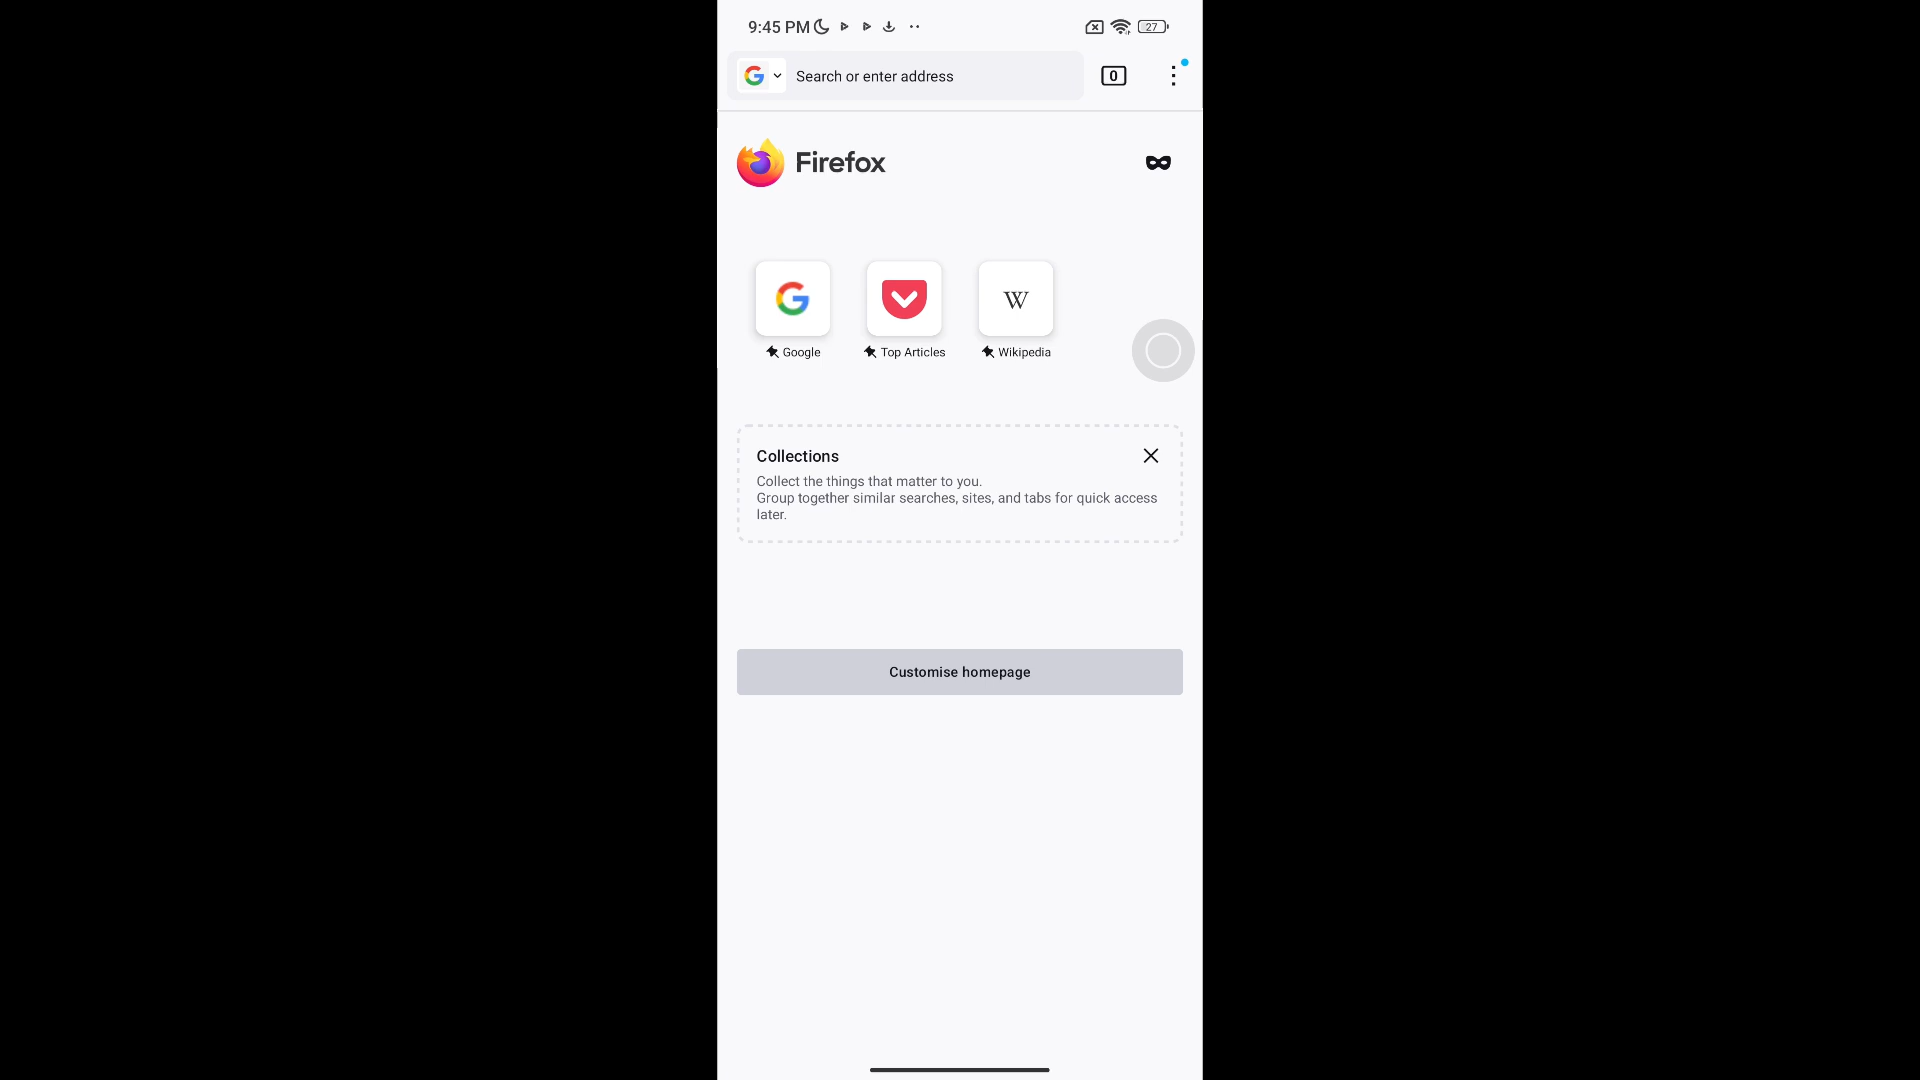 9:45 PM
27
Search or enter address
0
Firefox
W
Google
Top Articles
Wikipedia
Collections
Collect the things that matter to you.
Group together similar searches, sites, and tabs for quick access
later.
Customise homepage